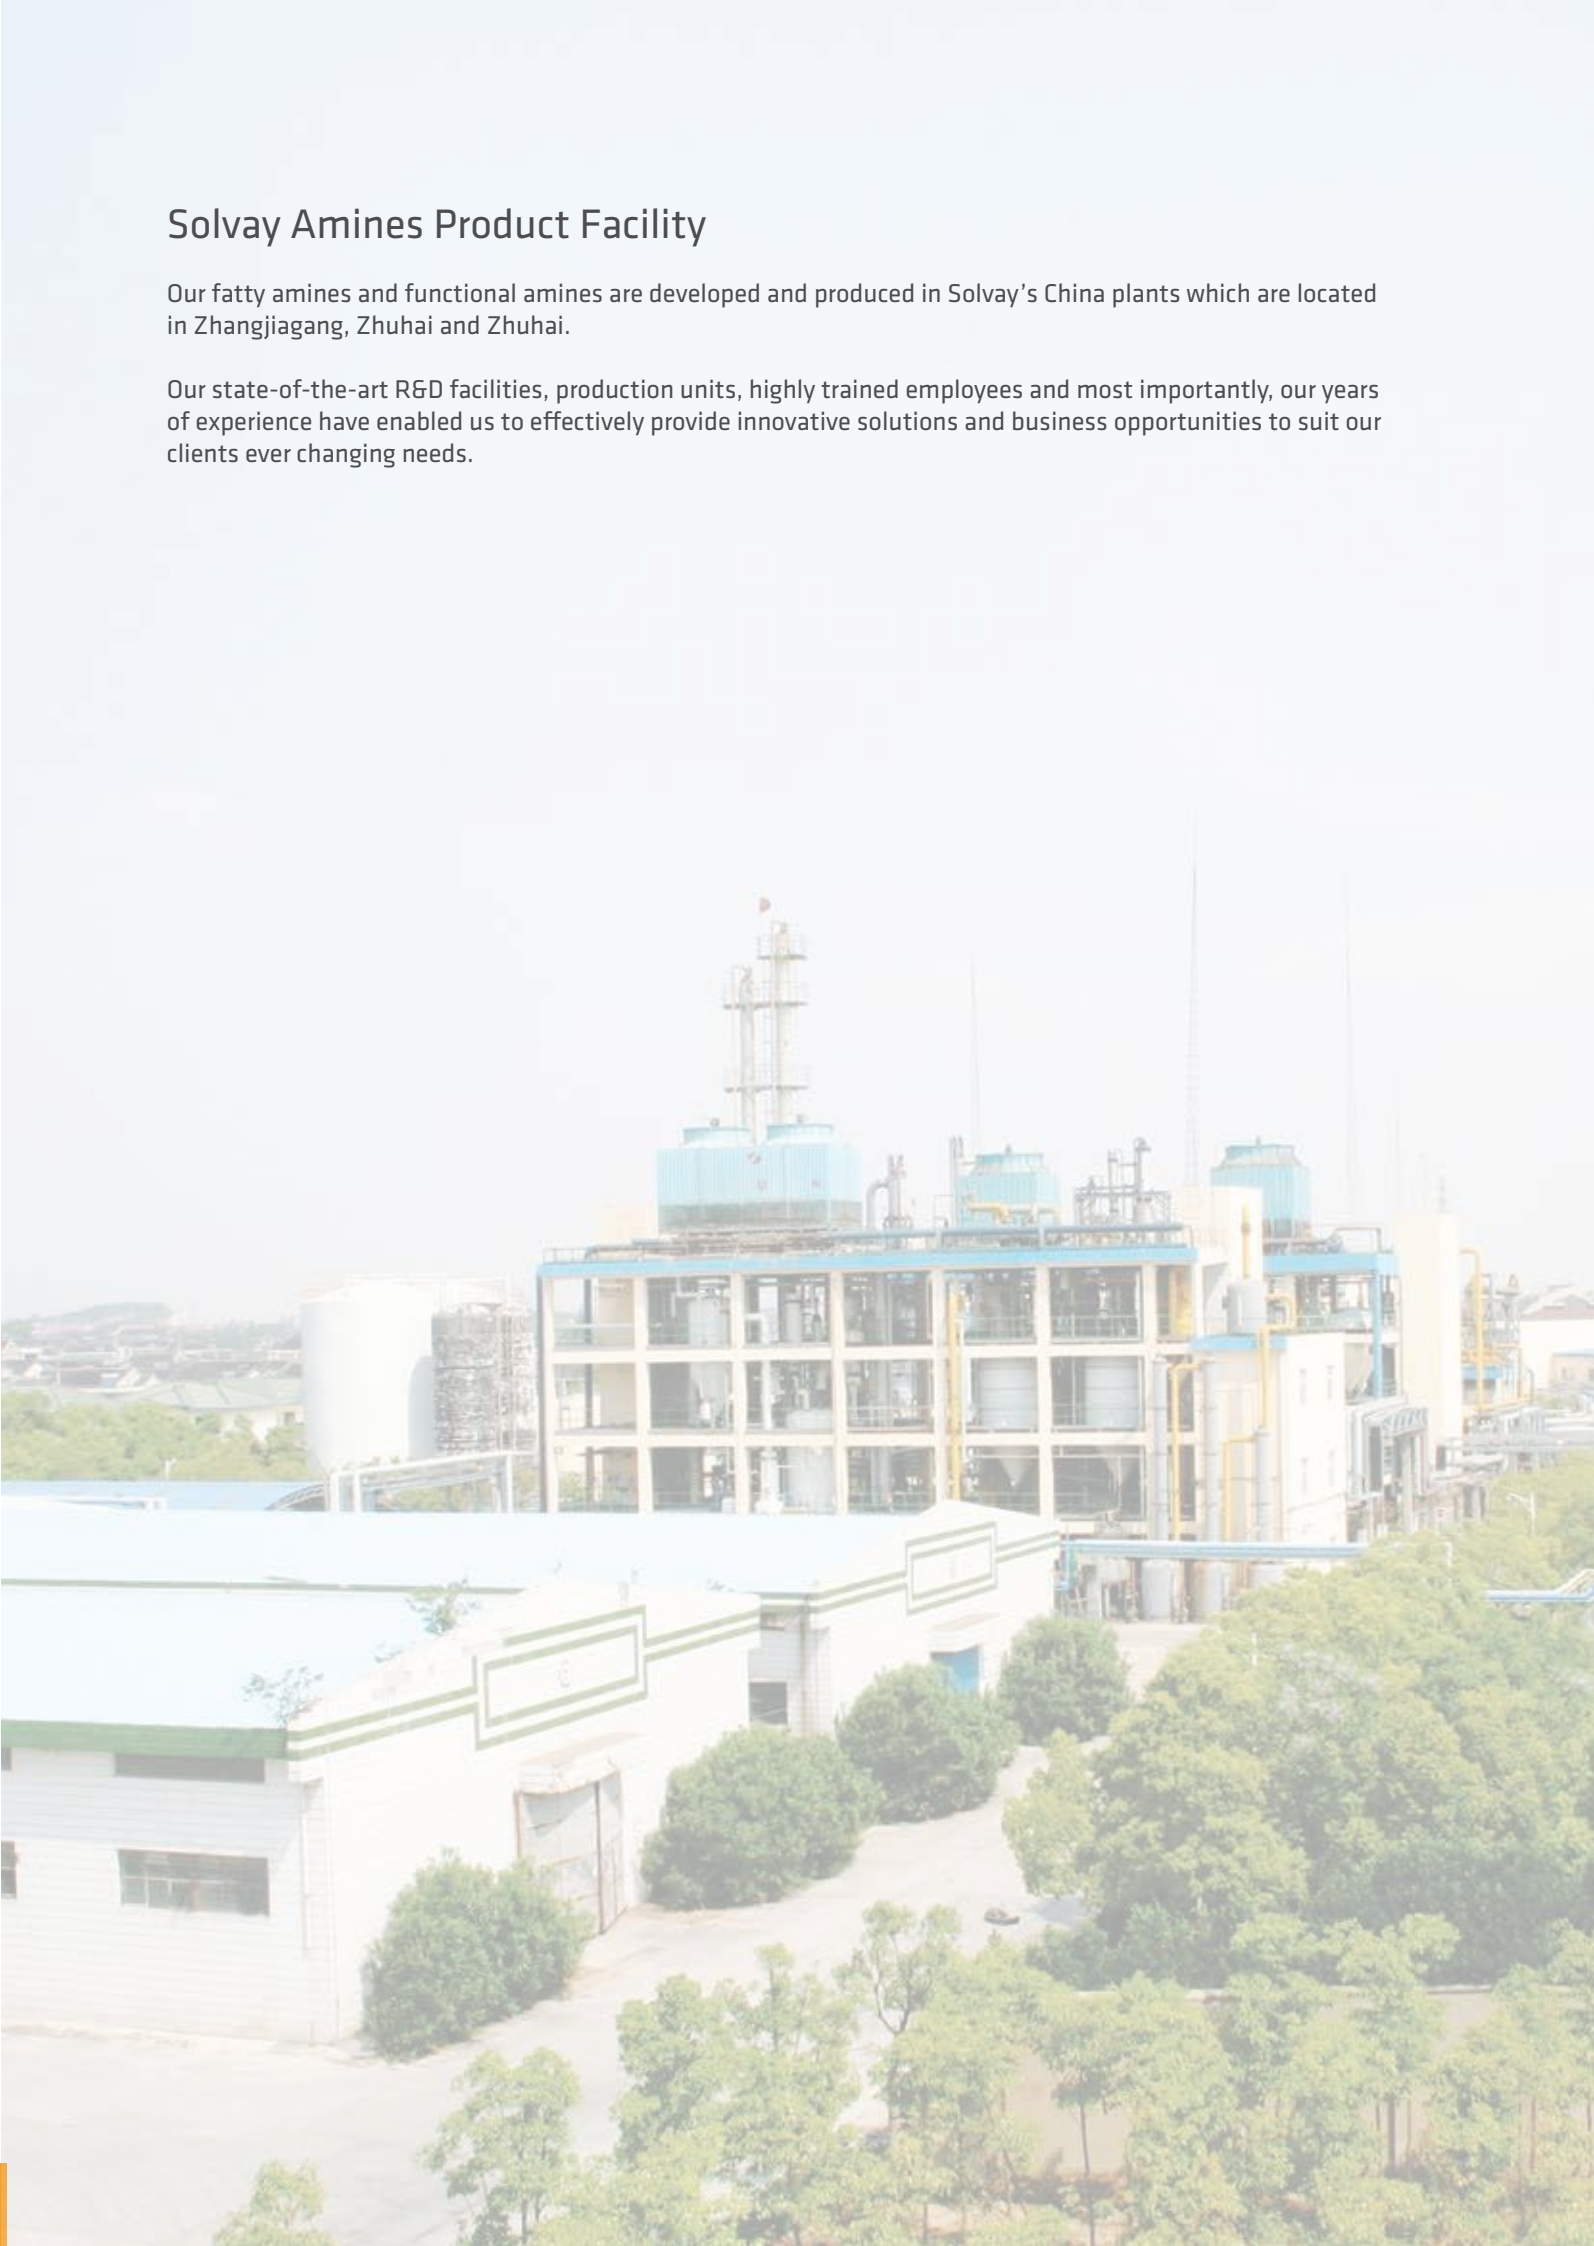 Solvay Amines Product Facility
Our fatty amines and functional amines are developed and produced in Solvay’s China plants which are located
in Zhangjiagang, Zhuhai and Zhuhai.
Our state-of-the-art R&D facilities, production units, highly trained employees and most importantly, our years
of experience have enabled us to effectively provide innovative solutions and business opportunities to suit our
clients ever changing needs.